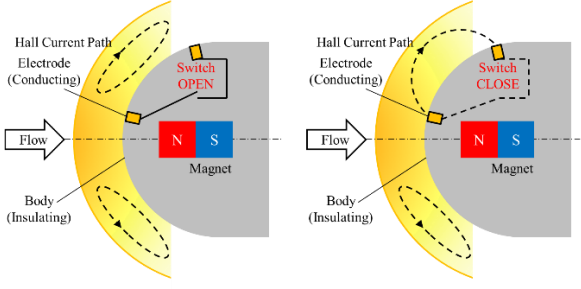 Hall Current Path
Electrode
(Conducting)
Switch
OPEN
Flow
N
S
Magnet
Body
(Insulating)
Hall Current Path
Electrode
(Conducting)
Switch
CLOSE
Flow
N
S
Magnet
Body
(Insulating)